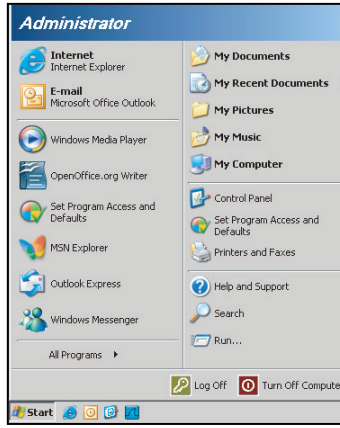 Administrator
Internet
Internet Explorer
E-mail
Microsoft Office Outlook
Windows Media Player
OpenOffice.org Writer
Set Program Access and
Defaults
MSN Explorer
Outlook Express
Windows Messenger
All Programs
My Documents
My Recent Documents
My Pictures
My Music
My Computer
Control Panel
Set Program Access and
Defaults
Printers and Faxes
Help and Support
Search
Run...
Log Off
Turn Off Compute
Start